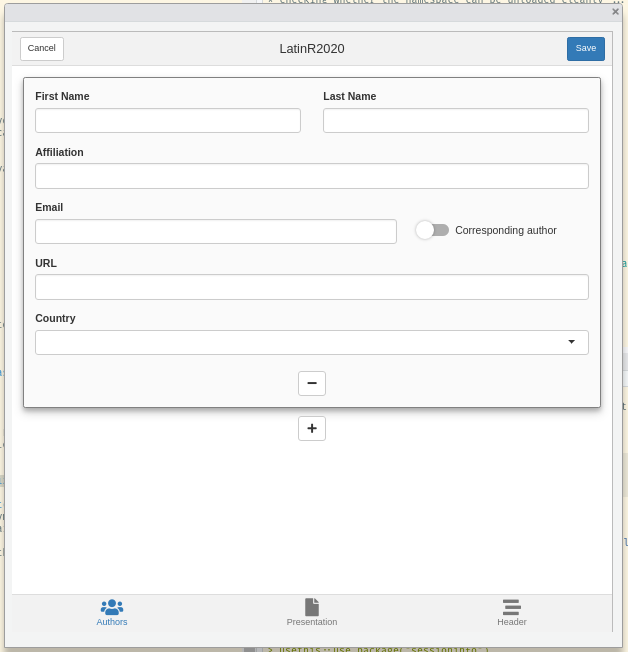 * checking whether the namespace can be unloaded cleanly ...
×
Cancel LatinR2020 Save
First Name Last Name
Affiliation
Email
Corresponding author
URL
Country
−
+
Authors Presentation Header
> usethis::use_package("sessioninfo")